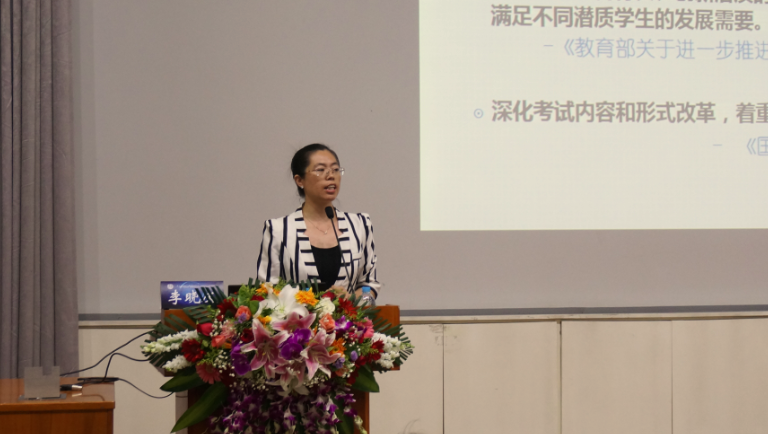 满足不同潜质学生的发展需要。
－《教育部关于进一步推进
深化考试内容和形式改革，着重
－ 《国
李晓